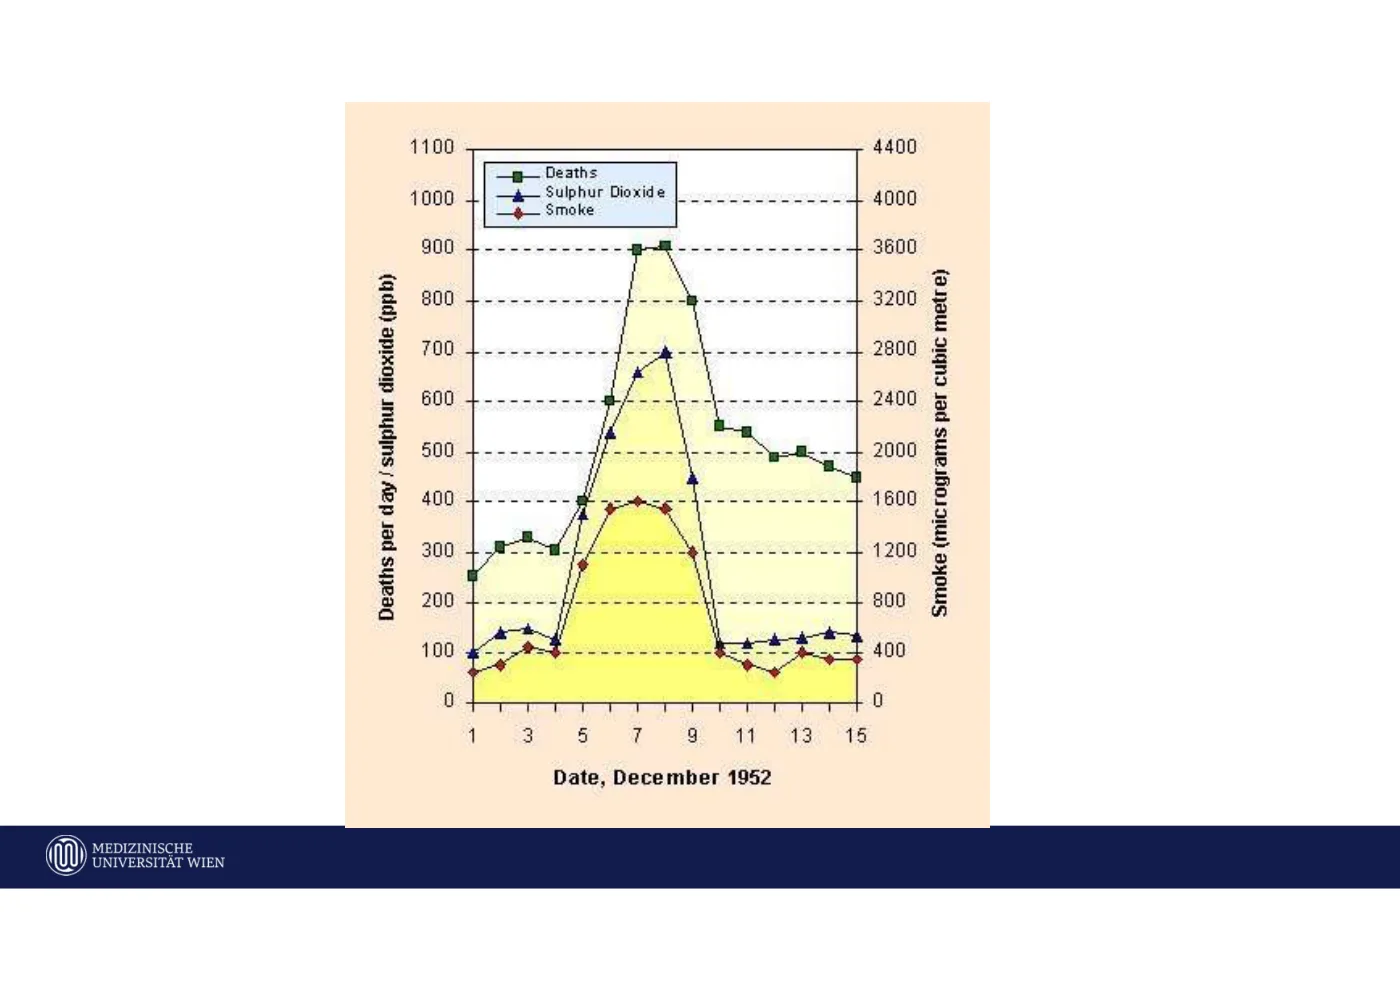 1100
1000
900
800
700
600
500
400
300
200
100
0
Deaths per day / sulphur dioxide (ppb)
Deaths
Sulphur Dioxide
Smoke
4400
4000
3600
3200
2800
2400
2000
1600
1200
800
400
0
Smoke (micrograms per cubic metre)
1 3 5 7 9 11 13 15
Date, December 1952
MEDIZINISCHE
UNIVERSITÄT WIEN